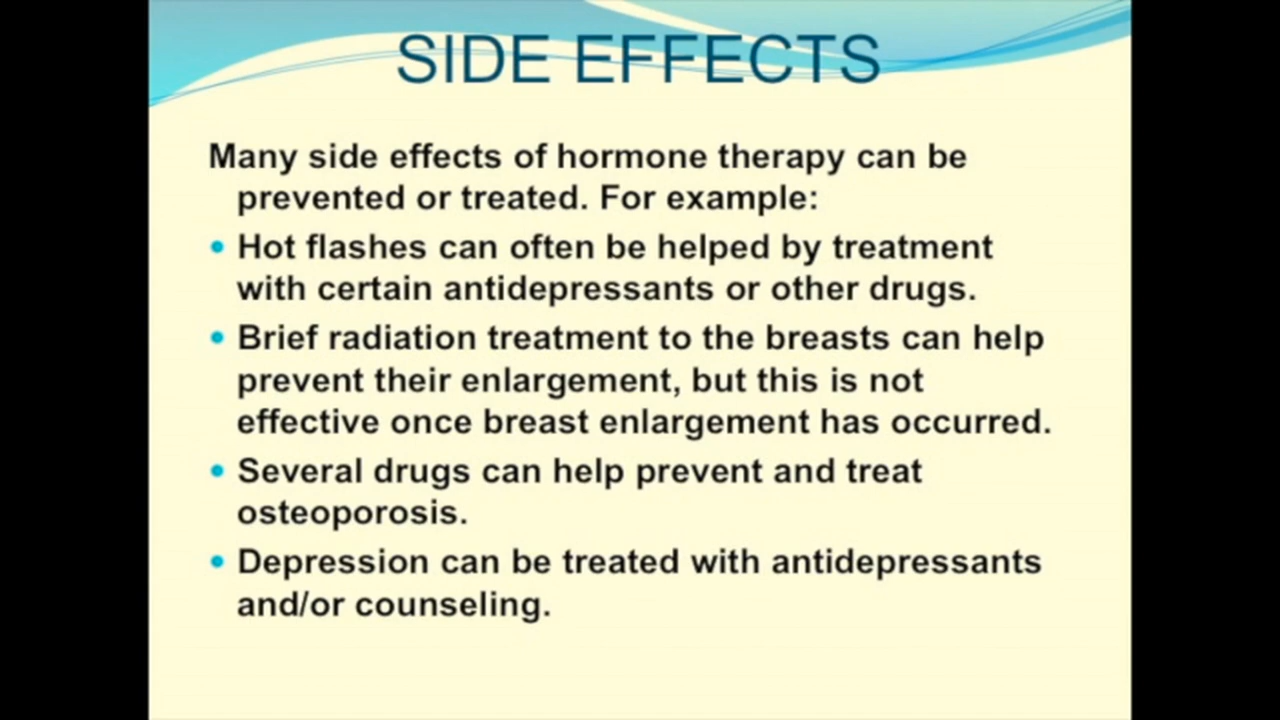 SIDE EFFECTS
Many side effects of hormone therapy can be
prevented or treated. For example:
• Hot flashes can often be helped by treatment
with certain antidepressants or other drugs.
• Brief radiation treatment to the breasts can help
prevent their enlargement, but this is not
effective once breast enlargement has occurred.
• Several drugs can help prevent and treat
osteoporosis.
• Depression can be treated with antidepressants
and/or counseling.